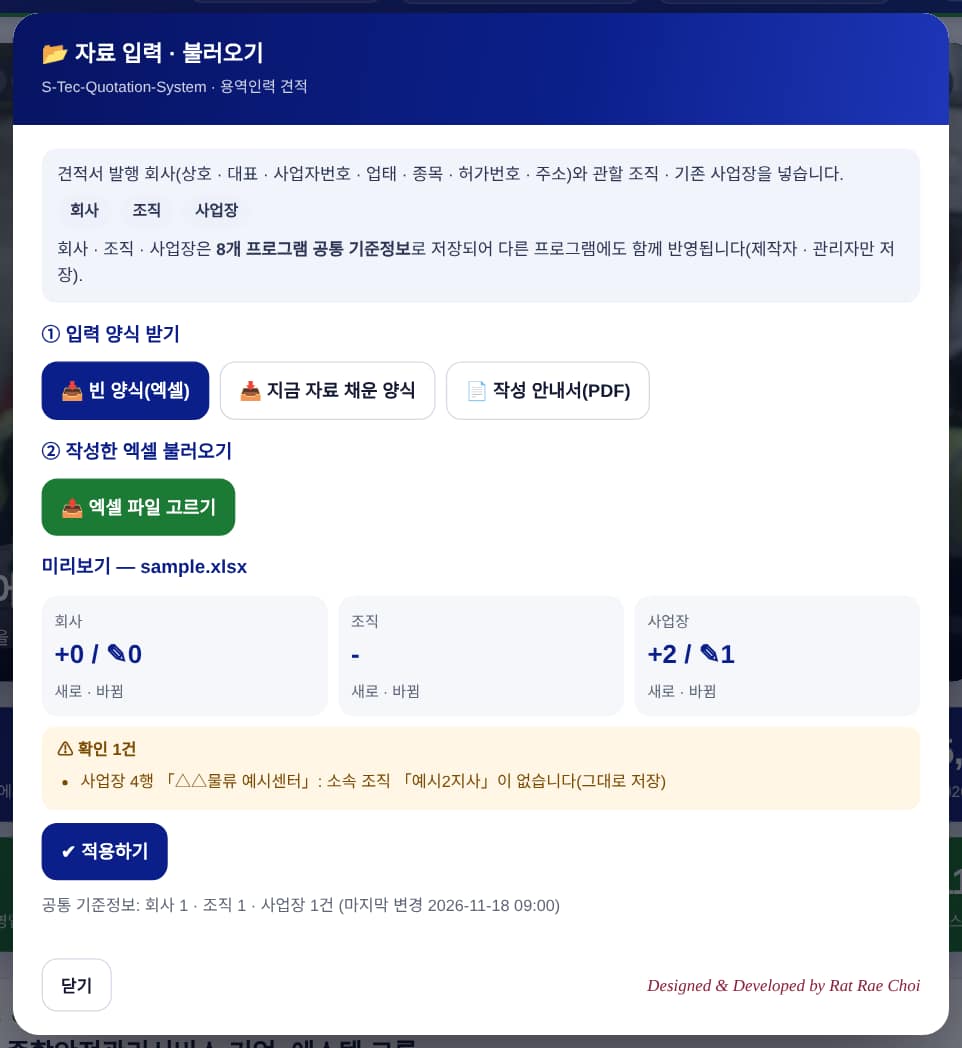 📂 자료 입력 · 불러오기
S-Tec-Quotation-System · 용역인력 견적
견적서 발행 회사(상호 · 대표 · 사업자번호 · 업태 · 종목 · 허가번호 · 주소)와 관할 조직 · 기존 사업장을 넣습니다.
회사 조직 사업장
회사 · 조직 · 사업장은 8개 프로그램 공통 기준정보로 저장되어 다른 프로그램에도 함께 반영됩니다(제작자 · 관리자만 저
장).
① 입력 양식 받기
📥 빈 양식(엑셀) 📥 지금 자료 채운 양식 📄 작성 안내서(PDF)
② 작성한 엑셀 불러오기
📤 엑셀 파일 고르기
미리보기 — sample.xlsx
회사 조직 사업장
+0 / ✎0 - +2 / ✎1
새로 · 바뀜 새로 · 바뀜 새로 · 바뀜
⚠ 확인 1건
• 사업장 4행 「△△물류 예시센터」: 소속 조직 「예시2지사」이 없습니다(그대로 저장)
✔ 적용하기
공통 기준정보: 회사 1 · 조직 1 · 사업장 1건 (마지막 변경 2026-11-18 09:00)
닫기 Designed & Developed by Rat Rae Choi